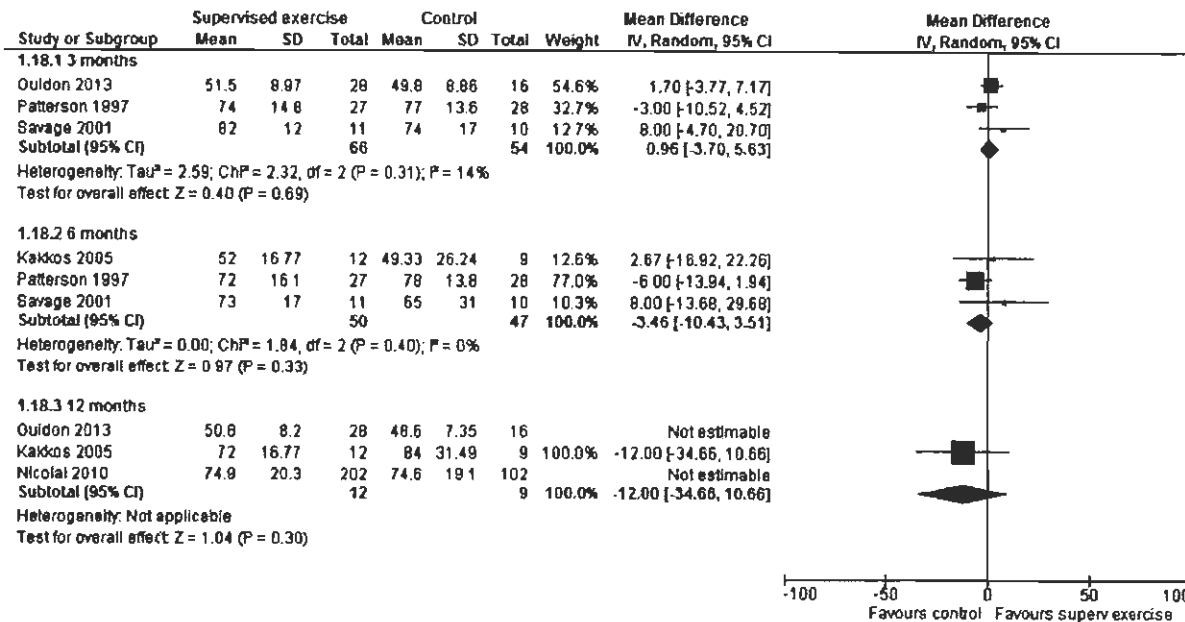 Supervised exercise Control Mean Difference Mean Difference
Study or Subgroup Mean SD Total Mean SD Total Weight IV, Random, 95% CI IV, Random, 95% CI
1.18.1 3 months
Ouldon 2013 51.5 8.97 28 49.8 8.86 16 54.6% 1.70 [-3.77, 7.17]
Patterson 1997 74 14.8 27 77 13.6 28 32.7% -3.00 [-10.52, 4.52]
Savage 2001 82 12 11 74 17 10 12.7% 8.00 [-4.70, 20.70]
Subtotal (95% CI) 66 54 100.0% 0.96 [-3.70, 5.63]
Heterogeneity: Tau² = 2.59; Chi² = 2.32, df = 2 (P = 0.31); I² = 14%
Test for overall effect: Z = 0.40 (P = 0.69)
1.18.2 6 months
Kakkos 2005 52 16.77 12 49.33 26.24 9 12.6% 2.67 [-16.92, 22.26]
Patterson 1997 72 16.1 27 78 13.8 28 77.0% -6.00 [-13.94, 1.94]
Savage 2001 73 17 11 65 31 10 10.3% 8.00 [-13.68, 29.68]
Subtotal (95% CI) 50 47 100.0% -3.46 [-10.43, 3.51]
Heterogeneity: Tau² = 0.00; Chi² = 1.84, df = 2 (P = 0.40); I² = 0%
Test for overall effect: Z = 0.97 (P = 0.33)
1.18.3 12 months
Ouldon 2013 50.8 8.2 28 48.6 7.35 16 Not estimable
Kakkos 2005 72 16.77 12 84 31.49 9 100.0% -12.00 [-34.66, 10.66]
Nicolai 2010 74.9 20.3 202 74.6 19.1 102 Not estimable
Subtotal (95% CI) 12 9 100.0% -12.00 [-34.66, 10.66]
Heterogeneity: Not applicable
Test for overall effect: Z = 1.04 (P = 0.30)
-100 -50 0 50 100
Favours control Favours superv exercise